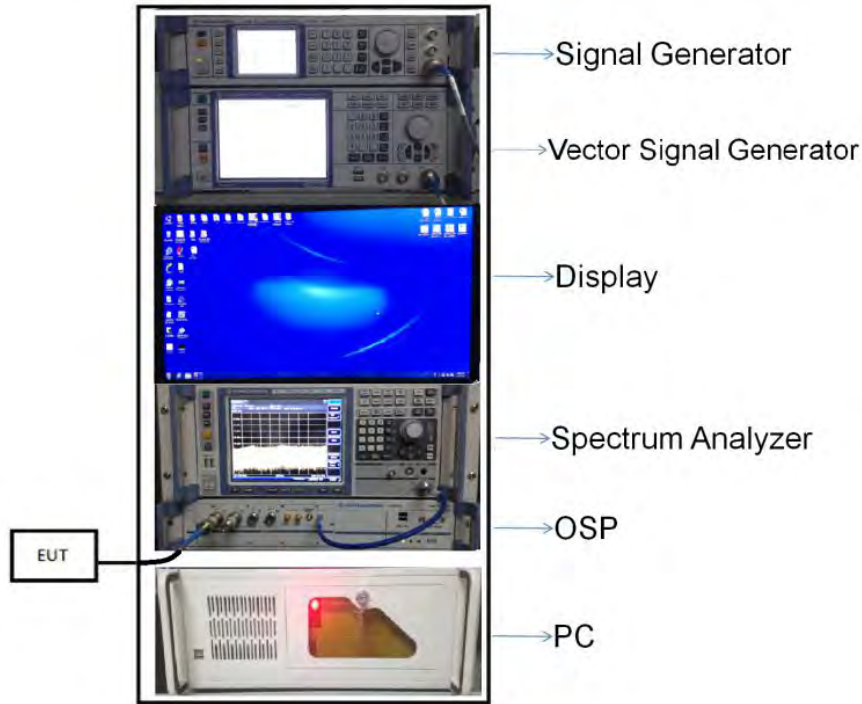 Signal Generator
Vector Signal Generator
Display
Spectrum Analyzer
OSP
EUT
PC